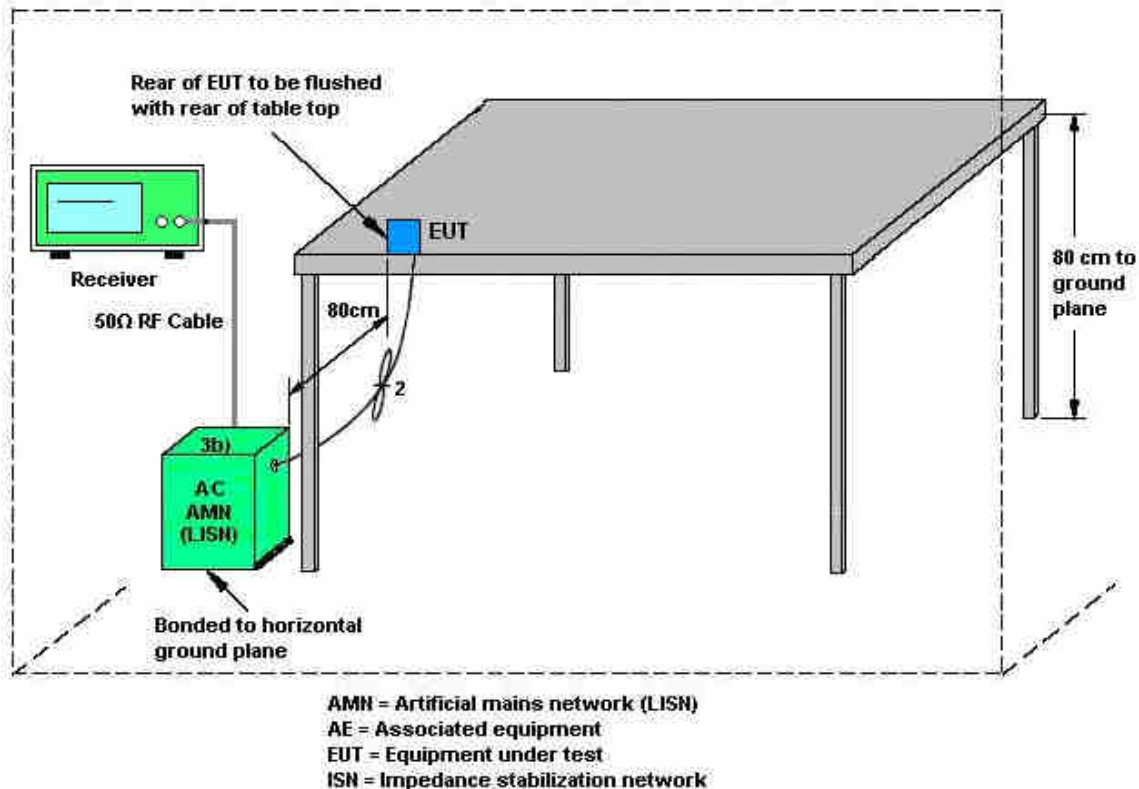 Rear of EUT to be flushed
with rear of table top
EUT
Receiver
50Ω RF Cable
80cm
80 cm to
ground
plane
2
3b)
AC
AMN
(LISN)
Bonded to horizontal
ground plane
AMN = Artificial mains network (LISN)
AE = Associated equipment
EUT = Equipment under test
ISN = Impedance stabilization network